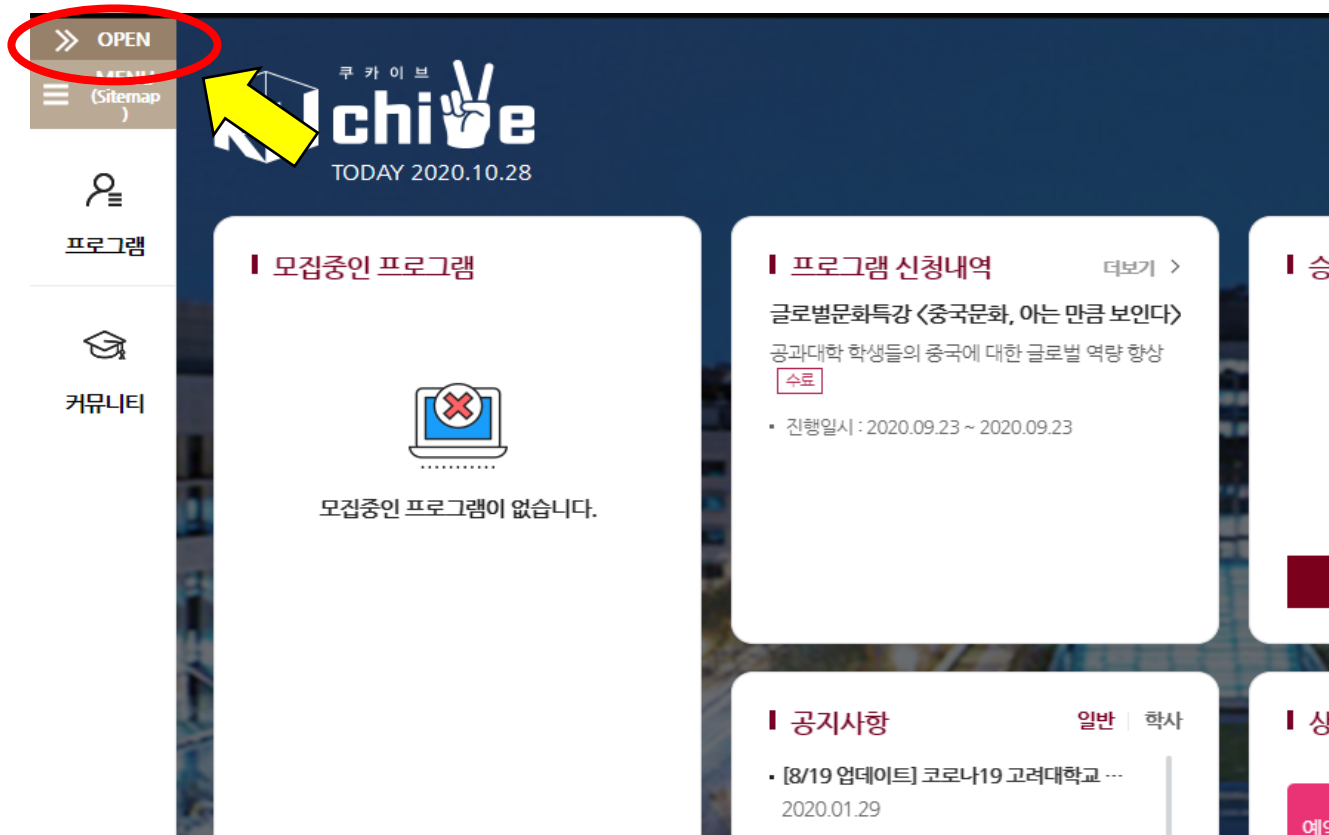 OPEN
MENU
(Sitemap
)
프로그램
커뮤니티
쿠카이브
chiVe
TODAY 2020.10.28
모집중인 프로그램
모집중인 프로그램이 없습니다.
프로그램 신청내역 더보기 >
글로벌문화특강 <중국문화, 아는 만큼 보인다>
공과대학 학생들의 중국에 대한 글로벌 역량 향상
수료
• 진행일시 : 2020.09.23 ~ 2020.09.23
공지사항 일반 | 학사
• [8/19 업데이트] 코로나19 고려대학교 …
2020.01.29
승
상